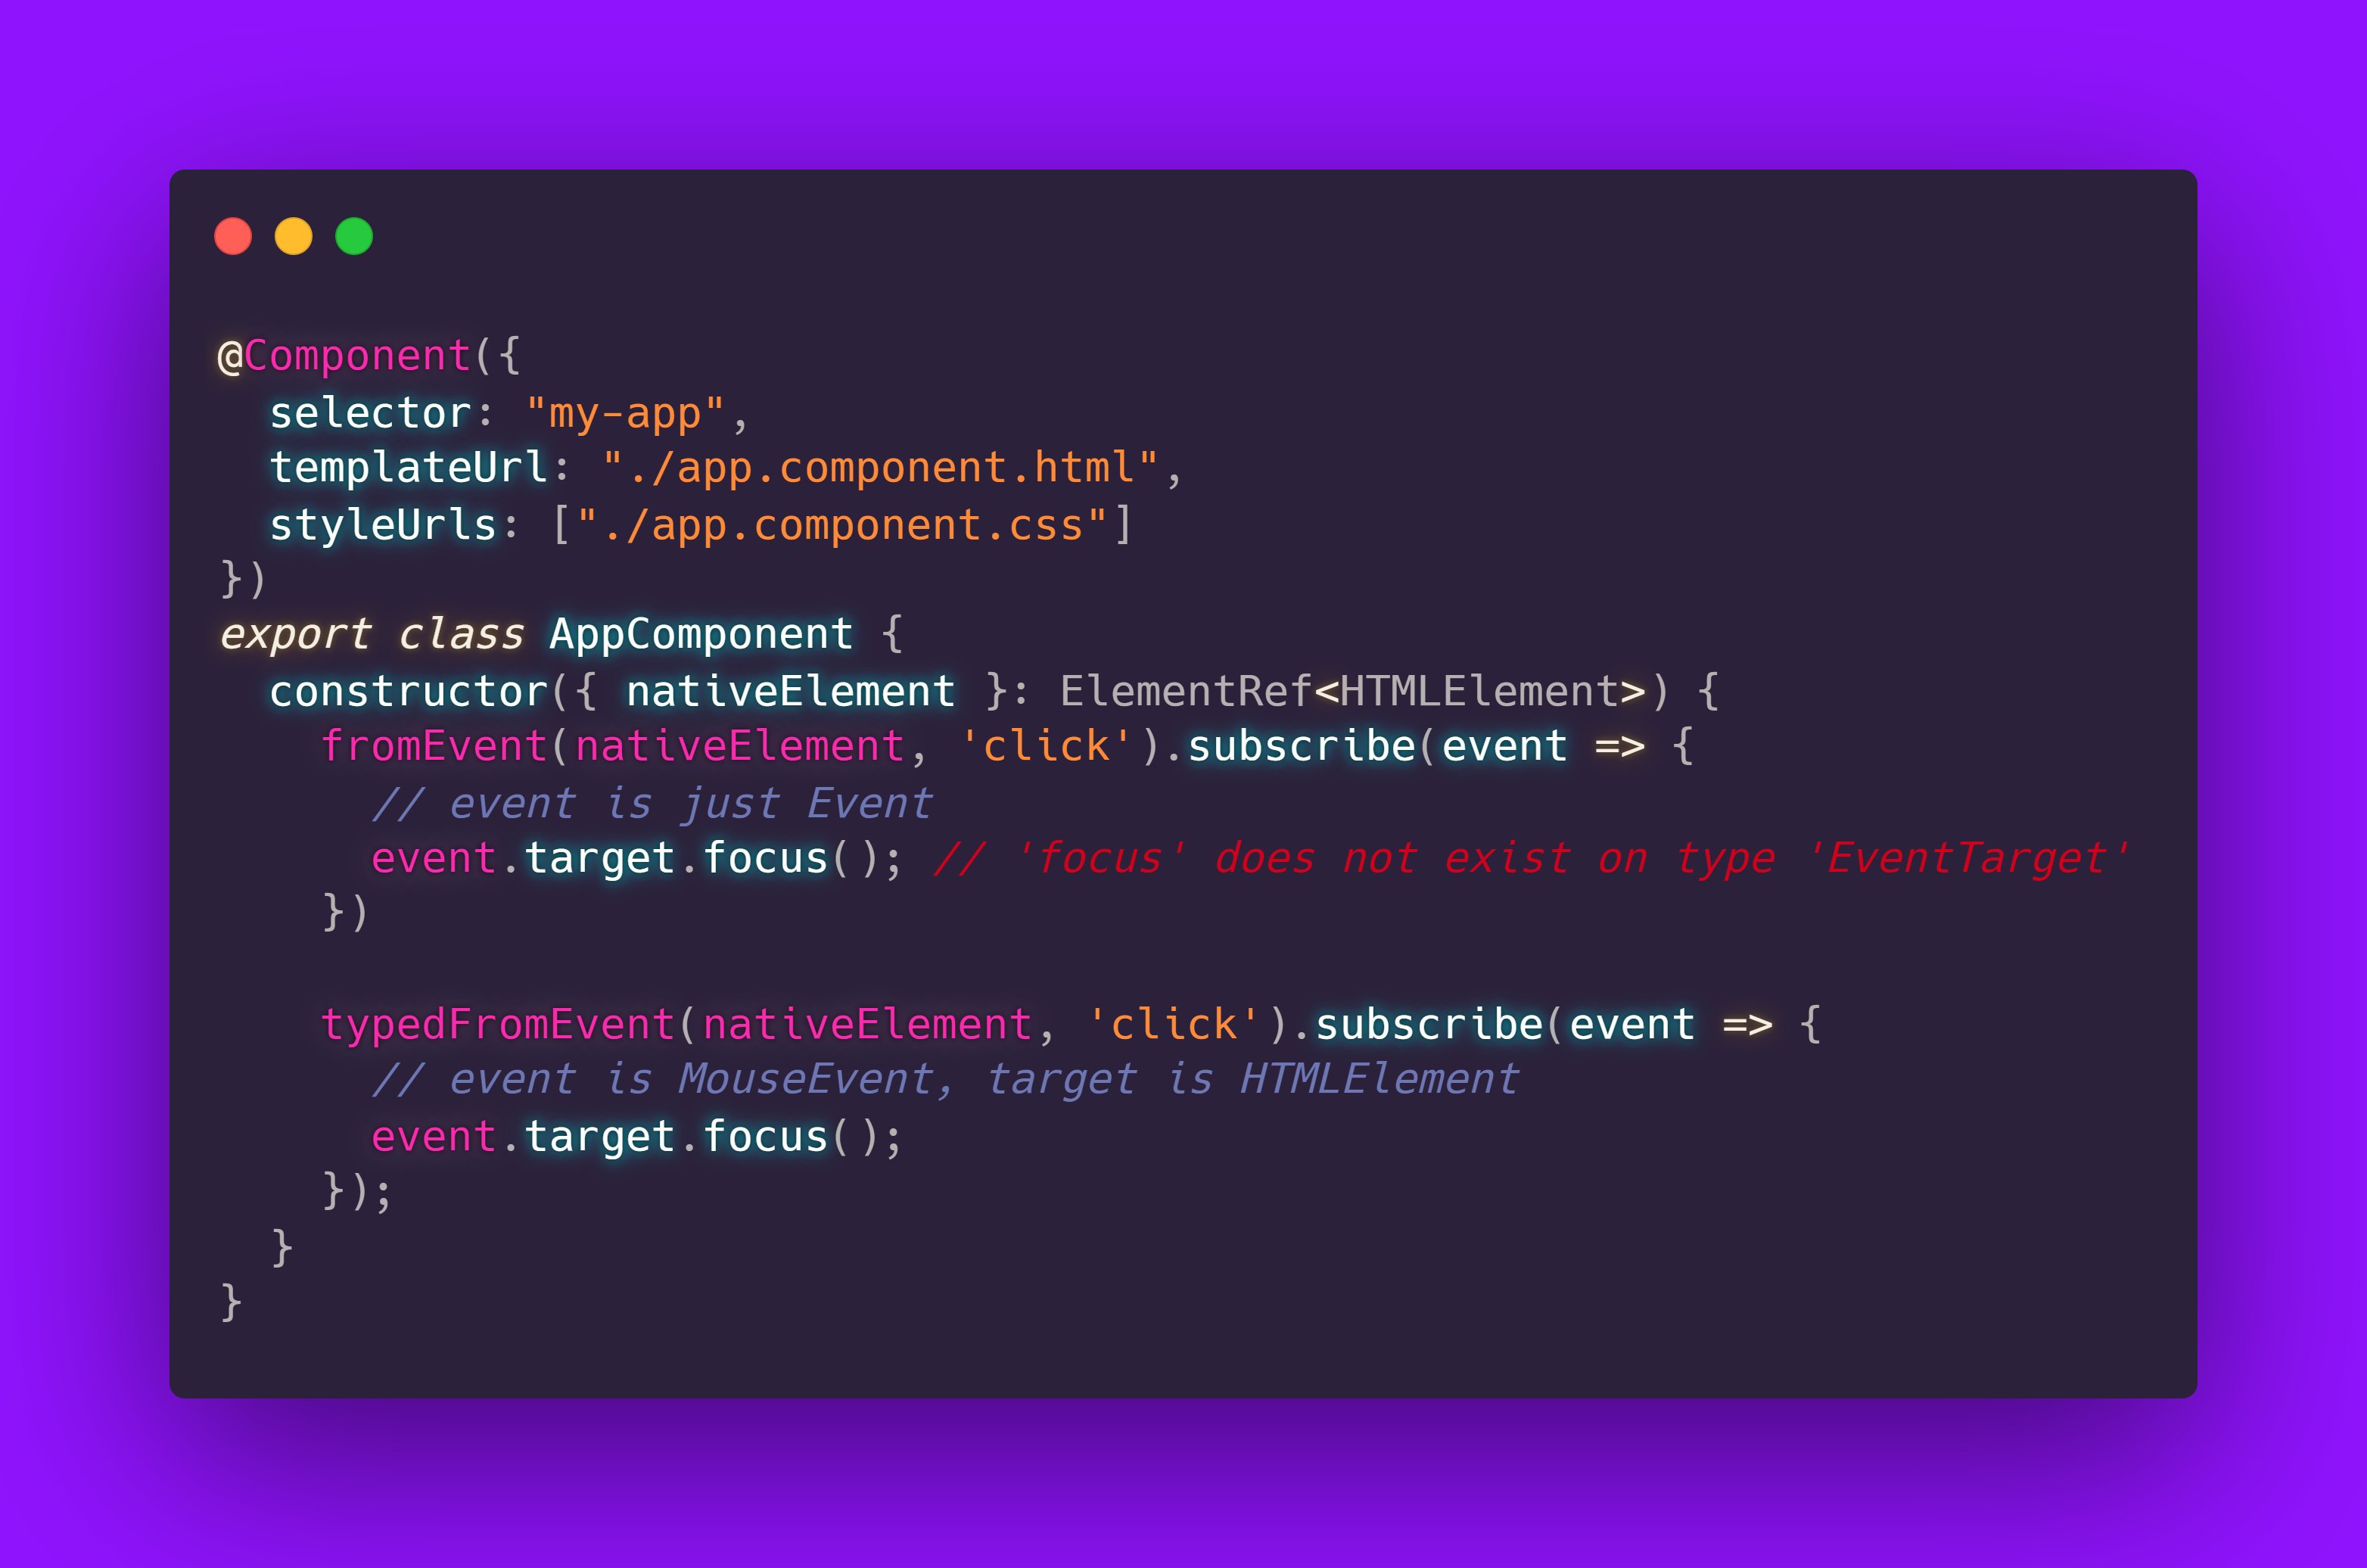 @Component({
  selector: "my-app",
  templateUrl: "./app.component.html",
  styleUrls: ["./app.component.css"]
})
export class AppComponent {
  constructor({ nativeElement }: ElementRef<HTMLElement>) {
    fromEvent(nativeElement, 'click').subscribe(event => {
      // event is just Event
      event.target.focus(); // 'focus' does not exist on type 'EventTarget'
    })

    typedFromEvent(nativeElement, 'click').subscribe(event => {
      // event is MouseEvent, target is HTMLElement
      event.target.focus();
    });
  }
}